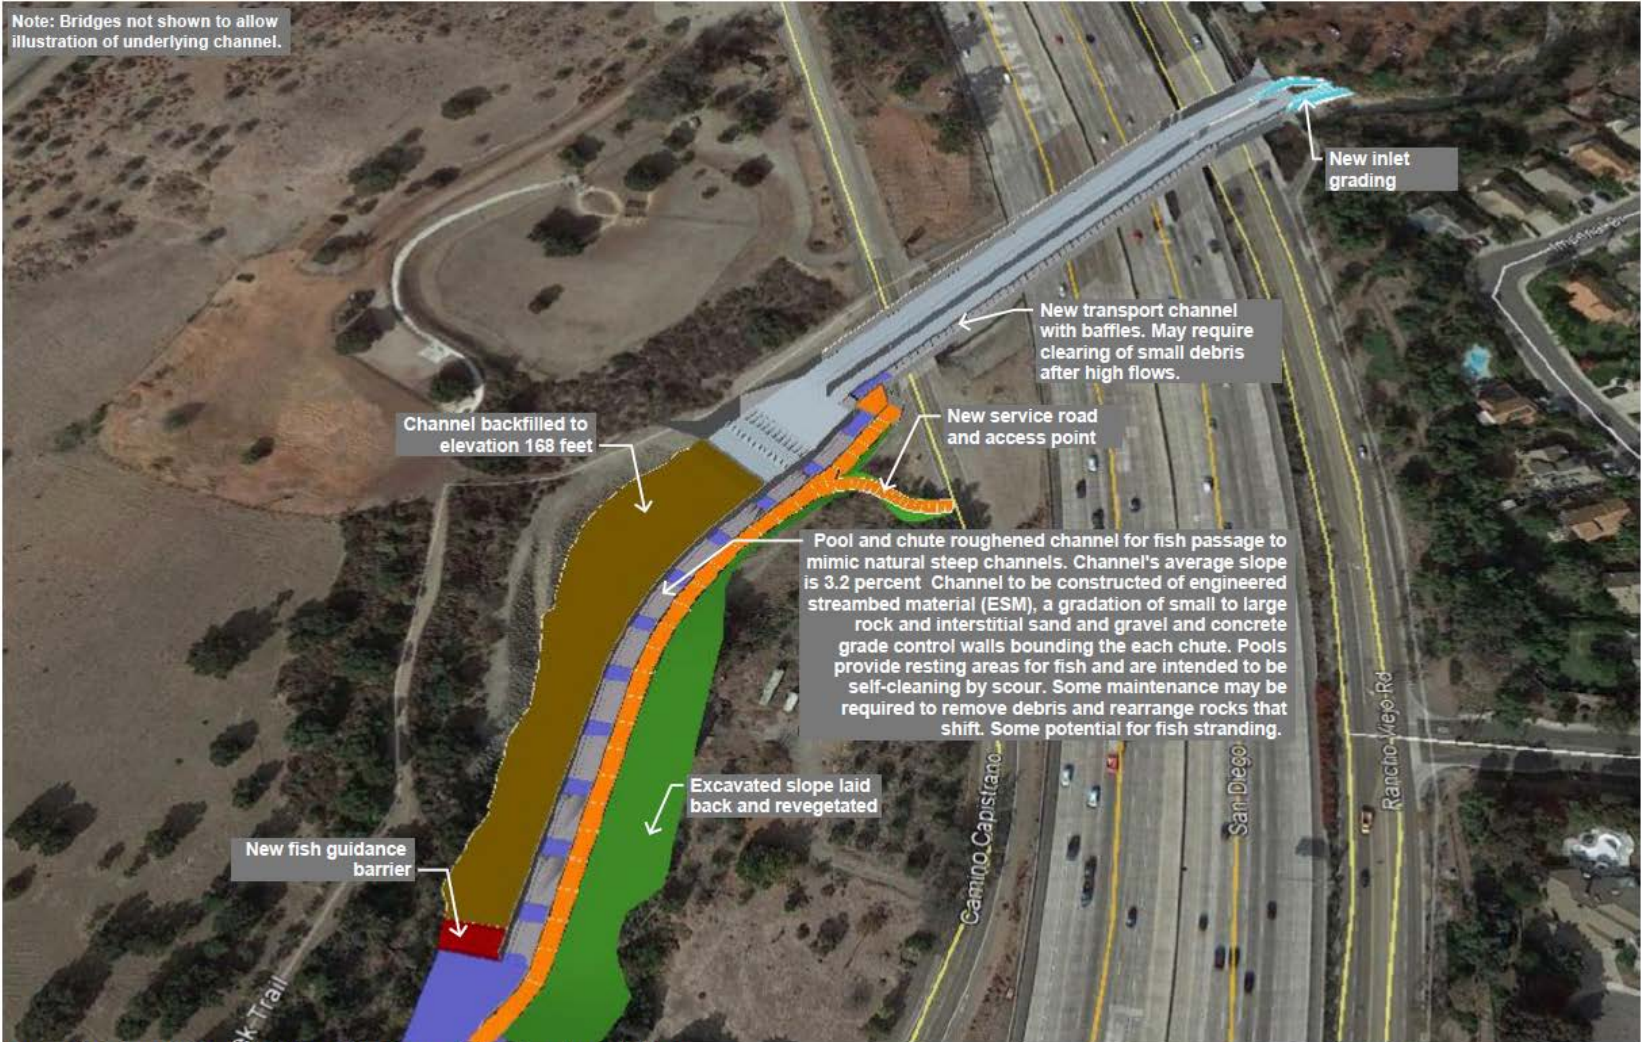 Note: Bridges not shown to allow
illustration of underlying channel.
New inlet
grading
New transport channel
with baffles. May require
clearing of small debris
after high flows.
Channel backfilled to
elevation 168 feet
New service road
and access point
Pool and chute roughened channel for fish passage to
mimic natural steep channels. Channel's average slope
is 3.2 percent Channel to be constructed of engineered
streambed material (ESM), a gradation of small to large
rock and interstitial sand and gravel and concrete
grade control walls bounding the each chute. Pools
provide resting areas for fish and are intended to be
self-cleaning by scour. Some maintenance may be
required to remove debris and rearrange rocks that
shift. Some potential for fish stranding.
Excavated slope laid
back and revegetated
New fish guidance
barrier
Camino Capistrano
San Diego
Rancho Viejo Rd
ek Trail